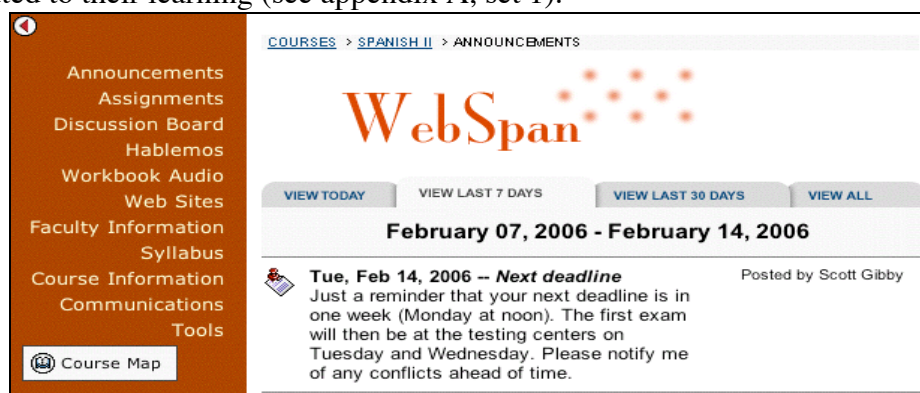 ted to their learning (see appendix A, set 1).
COURSES > SPANISH II > ANNOUNCEMENTS
Announcements
Assignments
Discussion Board
Hablemos
Workbook Audio
Web Sites
Faculty Information
Syllabus
Course Information
Communications
Tools
Course Map
WebSpan
VIEW TODAY VIEW LAST 7 DAYS VIEW LAST 30 DAYS VIEW ALL
February 07, 2006 - February 14, 2006
Tue, Feb 14, 2006 -- Next deadline Posted by Scott Gibby
Just a reminder that your next deadline is in
one week (Monday at noon). The first exam
will then be at the testing centers on
Tuesday and Wednesday. Please notify me
of any conflicts ahead of time.